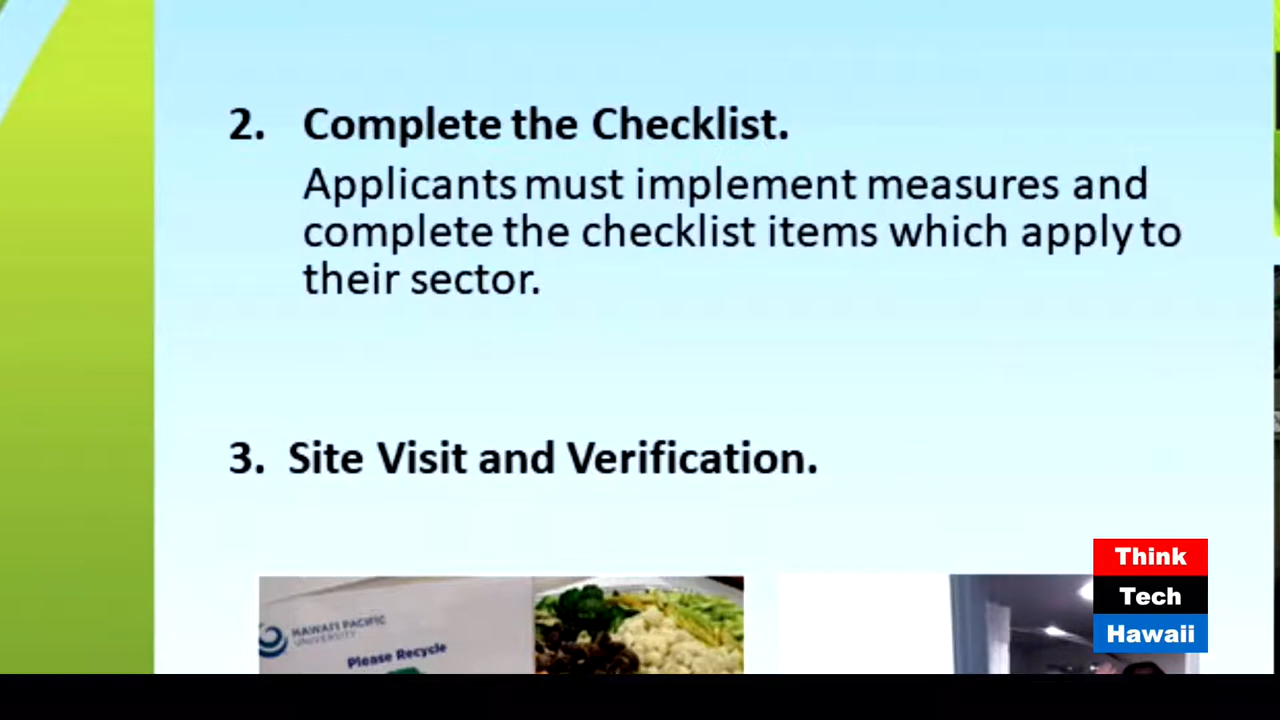 2. Complete the Checklist.
Applicants must implement measures and
complete the checklist items which apply to
their sector.
3. Site Visit and Verification.
HAWAI'I PACIFIC
UNIVERSITY
Please Recycle
Think
Tech
Hawaii